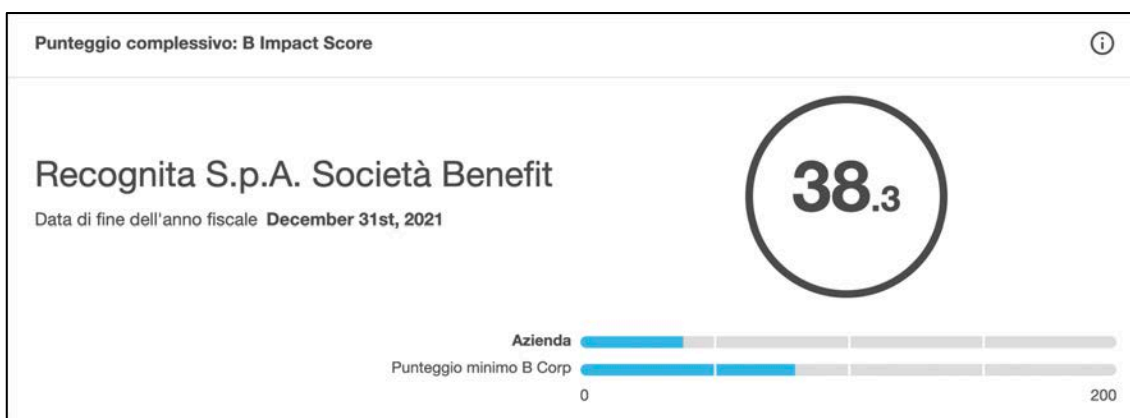 Punteggio complessivo: B Impact Score
Recognita S.p.A. Società Benefit
Data di fine dell'anno fiscale December 31st, 2021
38.3
Azienda
Punteggio minimo B Corp
0 200